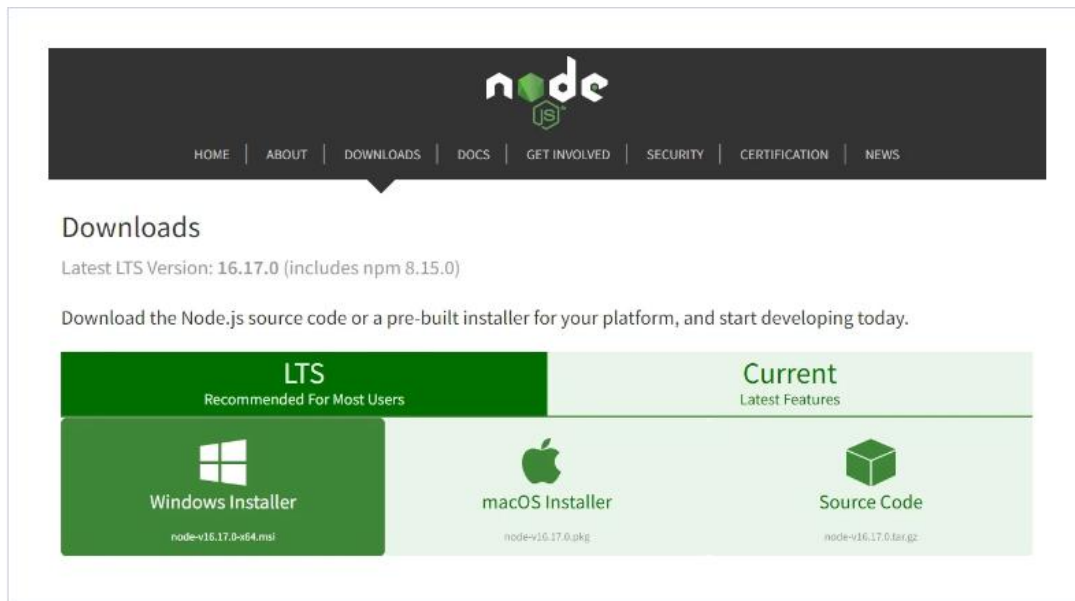 node
JS
HOME | ABOUT | DOWNLOADS | DOCS | GET INVOLVED | SECURITY | CERTIFICATION | NEWS
Downloads
Latest LTS Version: 16.17.0 (includes npm 8.15.0)
Download the Node.js source code or a pre-built installer for your platform, and start developing today.
LTS
Recommended For Most Users
Current
Latest Features
Windows Installer
node-v16.17.0-x64.msi
macOS Installer
node-v16.17.0.pkg
Source Code
node-v16.17.0.tar.gz